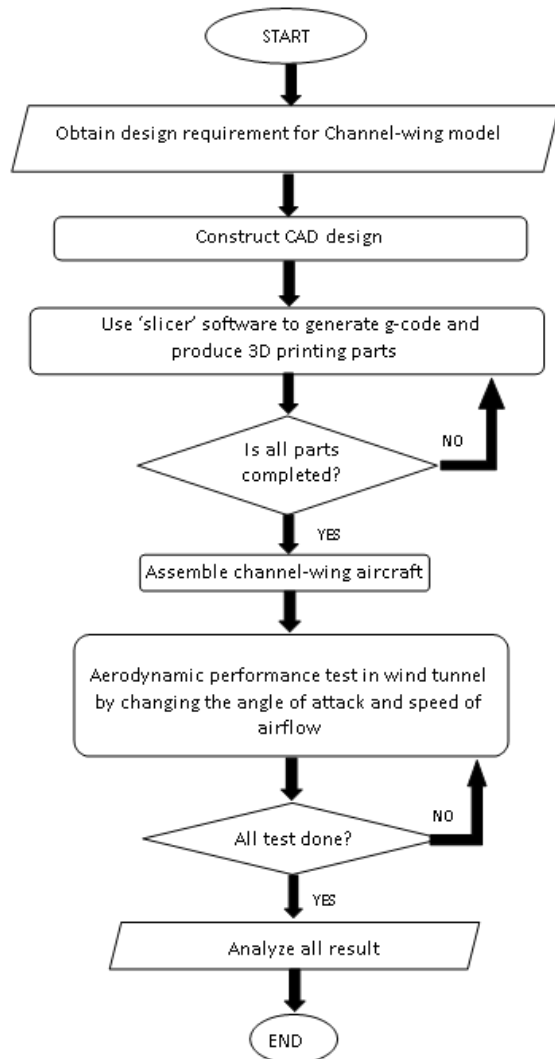 START
Obtain design requirement for Channel-wing model
Construct CAD design
Use ‘slicer’ software to generate g-code and
produce 3D printing parts
Is all parts
completed?
NO
YES
Assemble channel-wing aircraft
Aerodynamic performance test in wind tunnel
by changing the angle of attack and speed of
airflow
All test done?
NO
YES
Analyze all result
END